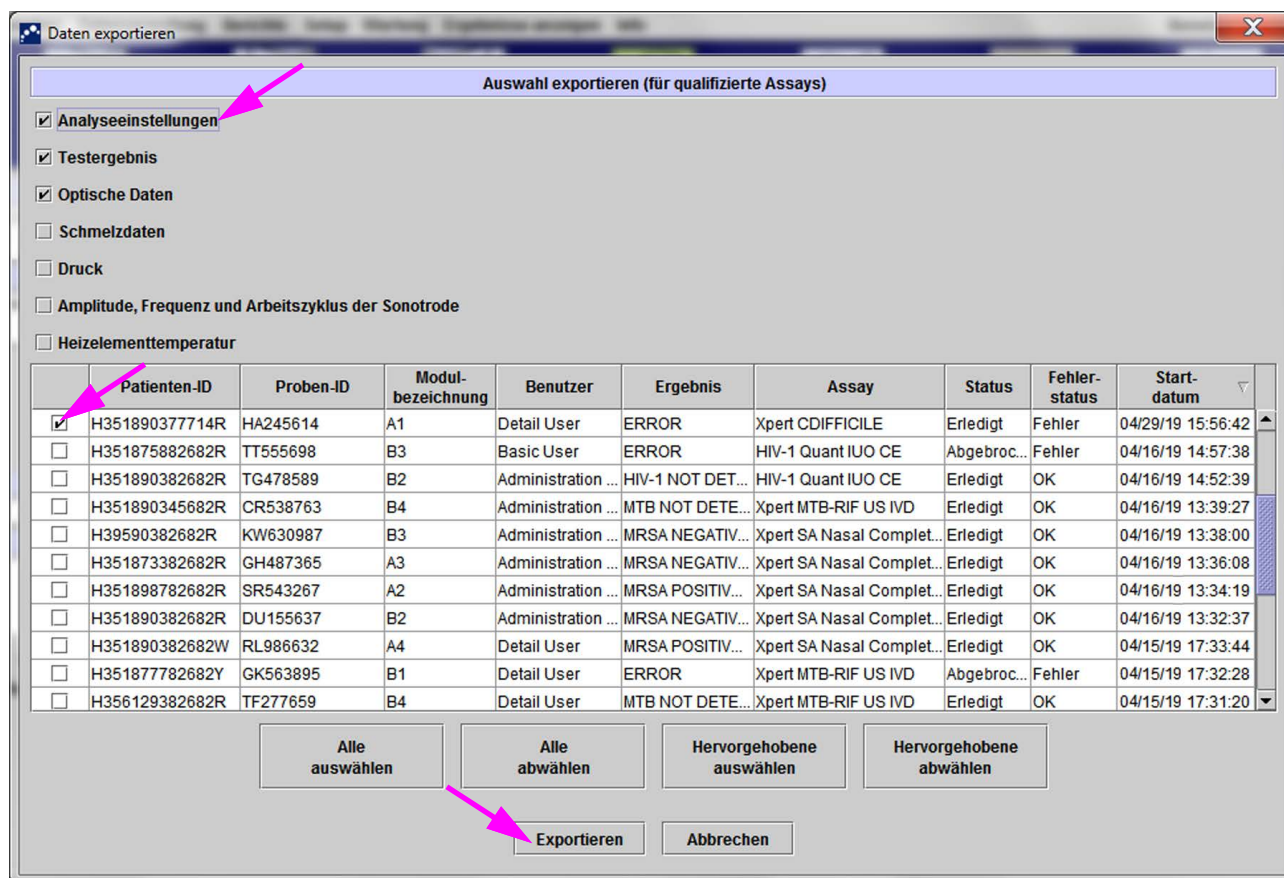 Daten exportieren
Auswahl exportieren (für qualifizierte Assays)
Analyseeinstellungen
Testergebnis
Optische Daten
Schmelzdaten
Druck
Amplitude, Frequenz und Arbeitszyklus der Sonotrode
Heizelementtemperatur
Patienten-ID Proben-ID Modul-bezeichnung Benutzer Ergebnis Assay Status Fehler-status Start-datum
H351890377714R HA245614 A1 Detail User ERROR Xpert CDIFFICILE Erledigt Fehler 04/29/19 15:56:42
H351875882682R TT555698 B3 Basic User ERROR HIV-1 Quant IUO CE Abgebroc... Fehler 04/16/19 14:57:38
H351890382682R TG478589 B2 Administration ... HIV-1 NOT DET... HIV-1 Quant IUO CE Erledigt OK 04/16/19 14:52:39
H351890345682R CR538763 B4 Administration ... MTB NOT DETE... Xpert MTB-RIF US IVD Erledigt OK 04/16/19 13:39:27
H39590382682R KW630987 B3 Administration ... MRSA NEGATIV... Xpert SA Nasal Complet... Erledigt OK 04/16/19 13:38:00
H351873382682R GH487365 A3 Administration ... MRSA NEGATIV... Xpert SA Nasal Complet... Erledigt OK 04/16/19 13:36:08
H351898782682R SR543267 A2 Administration ... MRSA POSITIV... Xpert SA Nasal Complet... Erledigt OK 04/16/19 13:34:19
H351890382682R DU155637 B2 Administration ... MRSA NEGATIV... Xpert SA Nasal Complet... Erledigt OK 04/16/19 13:32:37
H351890382682W RL986632 A4 Detail User MRSA POSITIV... Xpert SA Nasal Complet... Erledigt OK 04/15/19 17:33:44
H351877782682Y GK563895 B1 Detail User ERROR Xpert MTB-RIF US IVD Abgebroc... Fehler 04/15/19 17:32:28
H356129382682R TF277659 B4 Detail User MTB NOT DETE... Xpert MTB-RIF US IVD Erledigt OK 04/15/19 17:31:20
Alle auswählen Alle abwählen Hervorgehobene auswählen Hervorgehobene abwählen
Exportieren Abbrechen